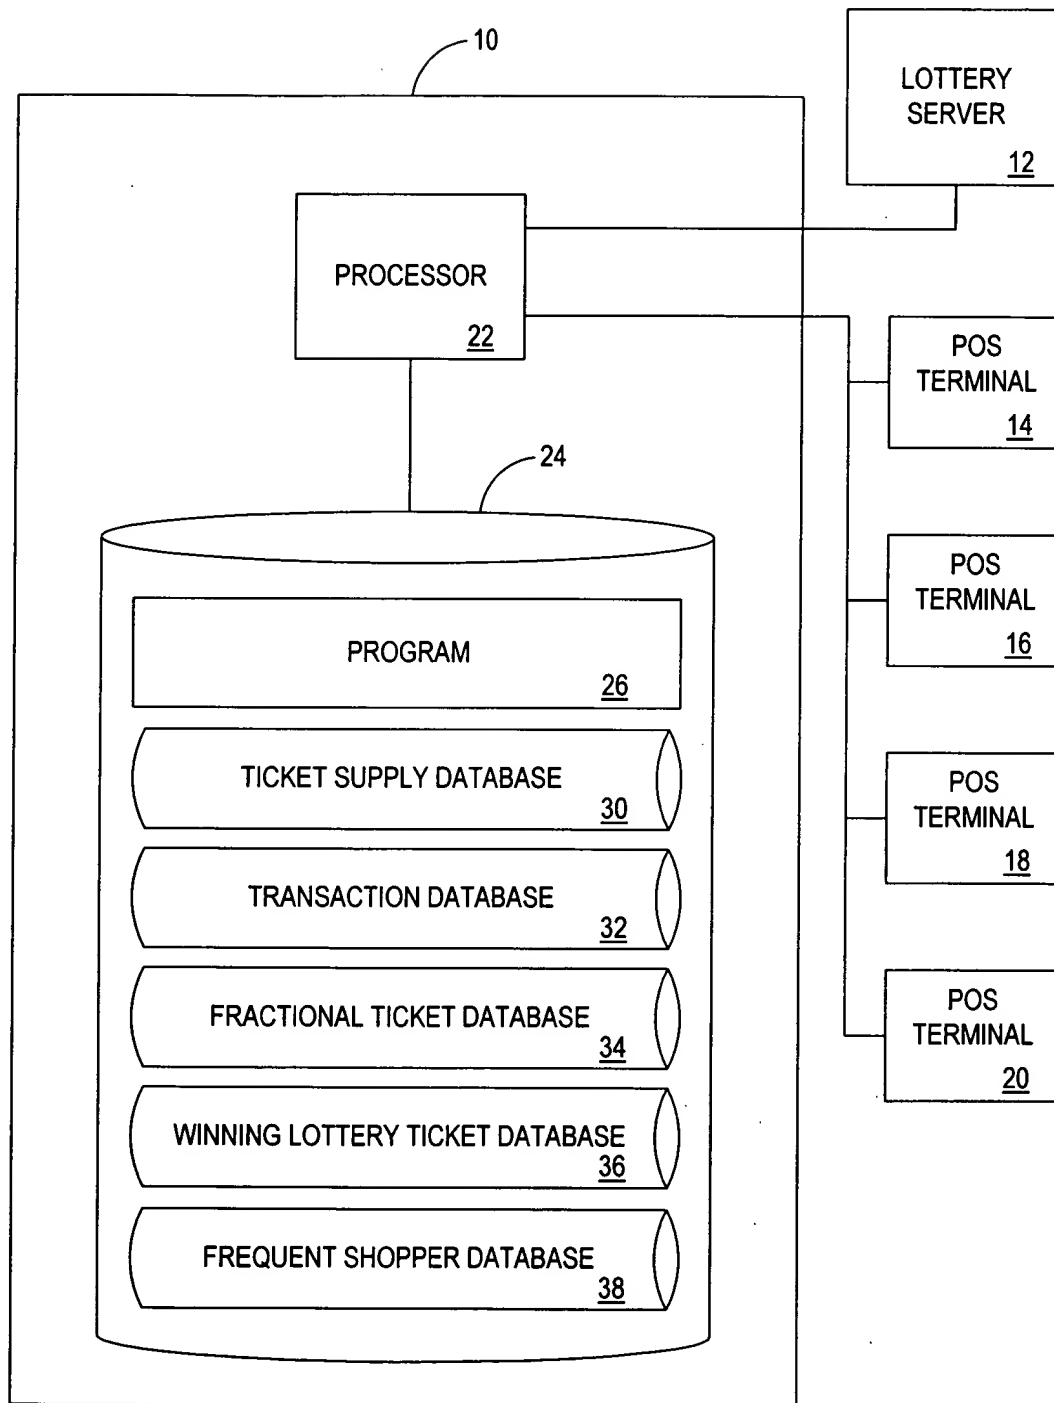 10
LOTTERY
SERVER
12
PROCESSOR
22
POS
TERMINAL
14
24
POS
TERMINAL
16
PROGRAM
26
TICKET SUPPLY DATABASE
30
POS
TERMINAL
18
TRANSACTION DATABASE
32
FRACTIONAL TICKET DATABASE
34
POS
TERMINAL
20
WINNING LOTTERY TICKET DATABASE
36
FREQUENT SHOPPER DATABASE
38